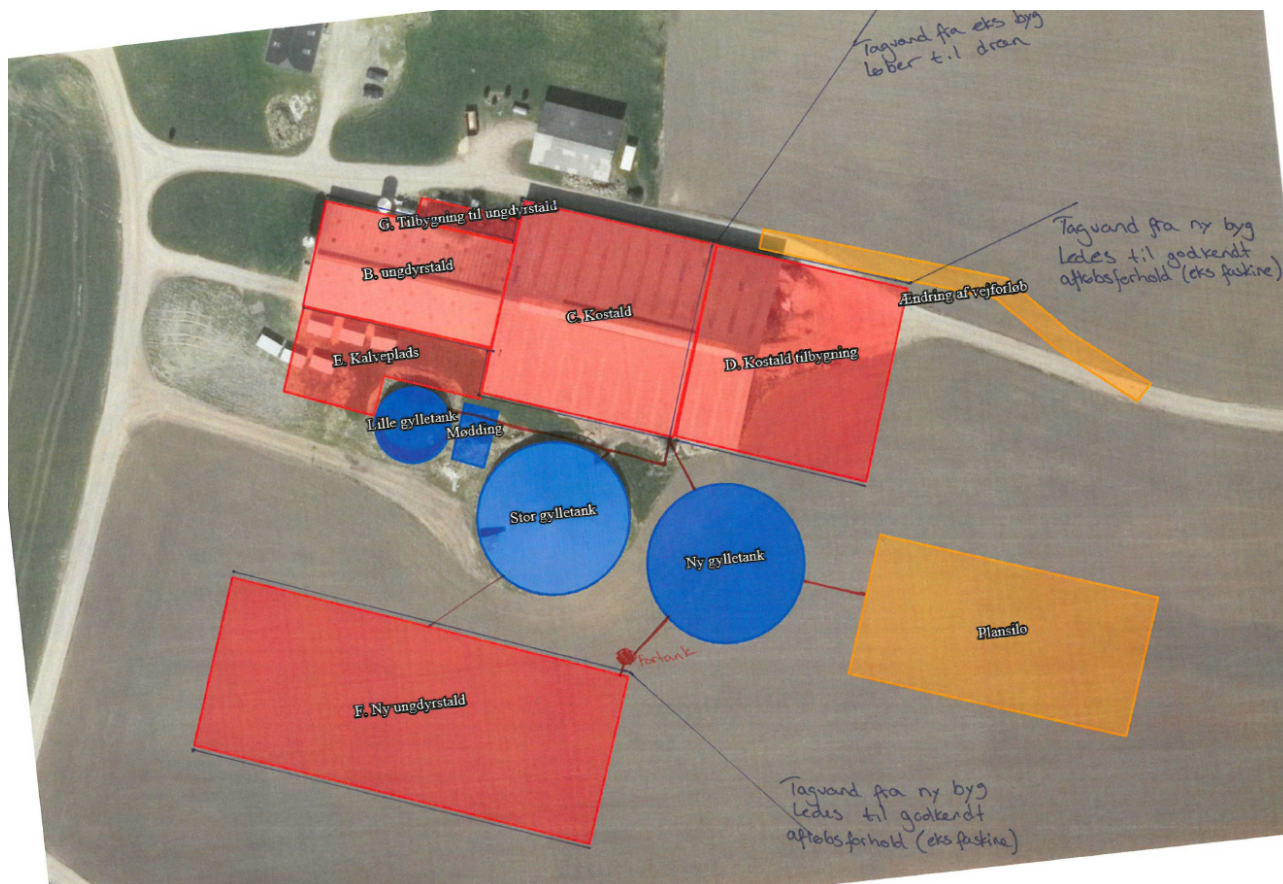 Tagvand fra eks byg
løber til dræn
G. Tilbygning til ungdyrstald
Tagvand fra ny byg
Ledes til godkendt
afløbsforhold (eks faskine)
B. ungdyrstald
Ændring af vejforløb
C. Kostald
E. Kalveplads
D. Kostald tilbygning
Lille gylletank
Mødding
Stor gylletank
Ny gylletank
Plansilo
Fortank
F. Ny ungdyrstald
Tagvand fra ny byg
Ledes til godkendt
afløbsforhold (eks faskine)